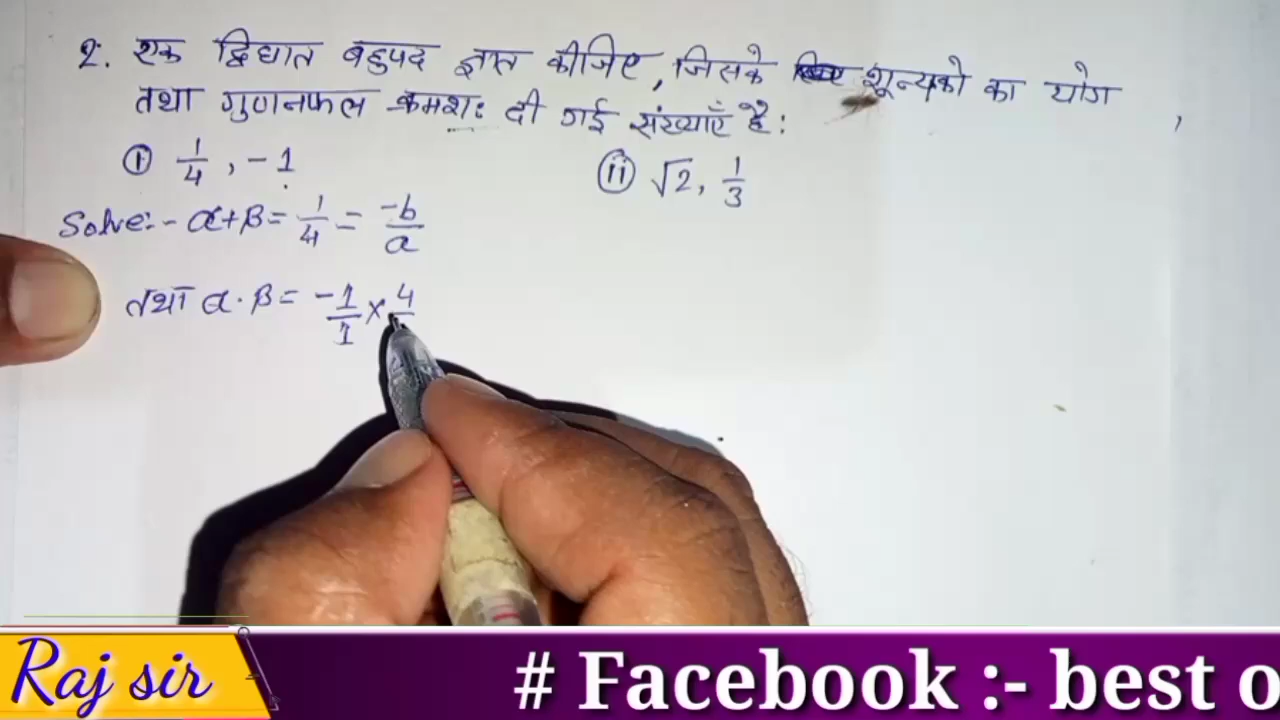 2. एक द्विघात बहुपद ज्ञात कीजिए, जिसके शून्यको का योग
तथा गुणनफल क्रमशः दी गई संख्याएँ है:
(i) 1/4, -1 (ii) √2, 1/3
Solve:- α+β = 1/4 = -b/a
तथा α·β = -1/1 × 4/
Raj sir
# Facebook :- best o